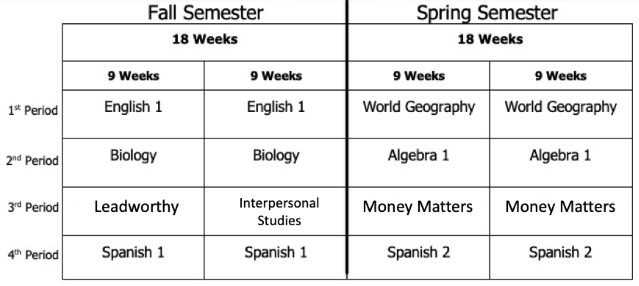 Fall Semester Spring Semester
18 Weeks 18 Weeks
9 Weeks 9 Weeks 9 Weeks 9 Weeks
1st Period English 1 English 1 World Geography World Geography
2nd Period Biology Biology Algebra 1 Algebra 1
3rd Period Leadworthy Interpersonal Studies Money Matters Money Matters
4th Period Spanish 1 Spanish 1 Spanish 2 Spanish 2